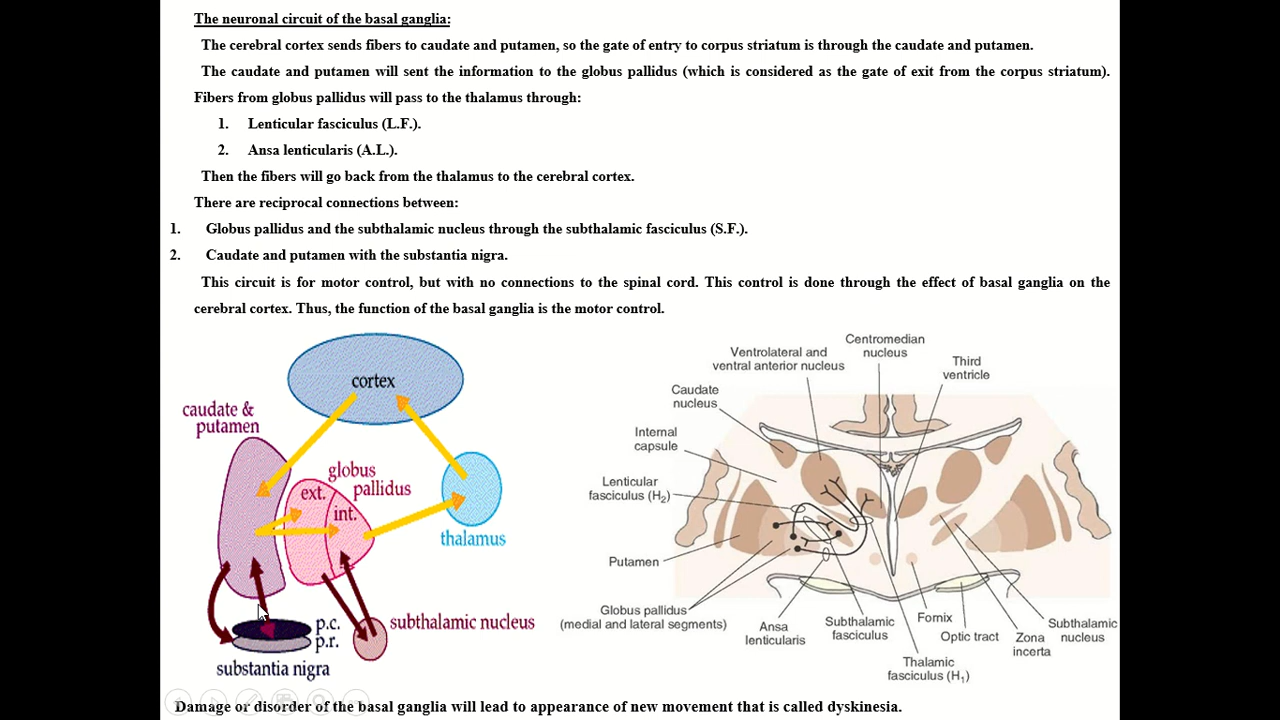 The neuronal circuit of the basal ganglia:
The cerebral cortex sends fibers to caudate and putamen, so the gate of entry to corpus striatum is through the caudate and putamen.
The caudate and putamen will sent the information to the globus pallidus (which is considered as the gate of exit from the corpus striatum).
Fibers from globus pallidus will pass to the thalamus through:
1. Lenticular fasciculus (L.F.).
2. Ansa lenticularis (A.L.).
Then the fibers will go back from the thalamus to the cerebral cortex.
There are reciprocal connections between:
1. Globus pallidus and the subthalamic nucleus through the subthalamic fasciculus (S.F.).
2. Caudate and putamen with the substantia nigra.
This circuit is for motor control, but with no connections to the spinal cord. This control is done through the effect of basal ganglia on the
cerebral cortex. Thus, the function of the basal ganglia is the motor control.
cortex
caudate &
putamen
globus
pallidus
ext.
int.
thalamus
p.c.
p.r.
subthalamic nucleus
substantia nigra
Centromedian
nucleus
Ventrolateral and
ventral anterior nucleus
Third
ventricle
Caudate
nucleus
Internal
capsule
Lenticular
fasciculus (H₂)
Putamen
Globus pallidus
(medial and lateral segments)
Ansa
lenticularis
Subthalamic
fasciculus
Fornix
Thalamic
fasciculus (H₁)
Optic tract
Zona
incerta
Subthalamic
nucleus
Damage or disorder of the basal ganglia will lead to appearance of new movement that is called dyskinesia.